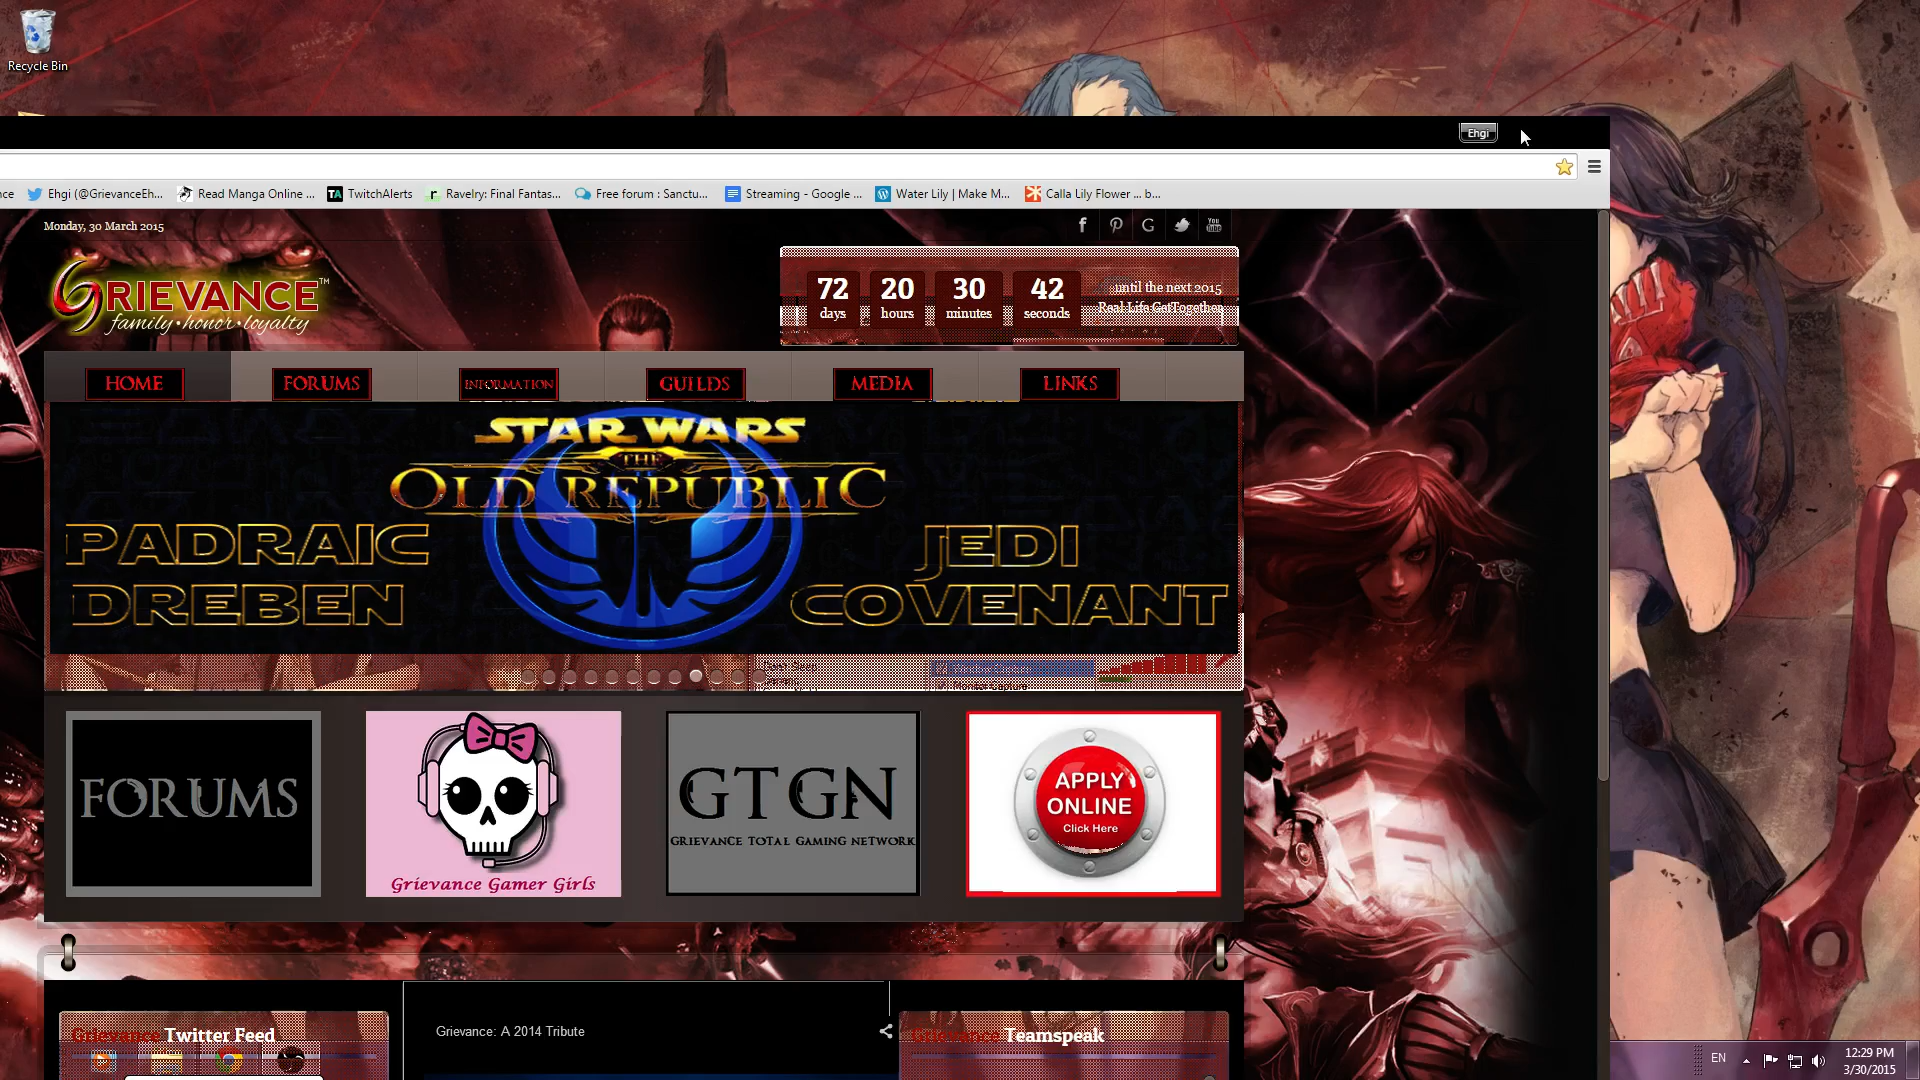 Recycle Bin
Ehgi
nce
Ehgi (@GrievanceEh...
Read Manga Online ...
TwitchAlerts
Ravelry: Final Fantas...
Free forum : Sanctu...
Streaming - Google ...
Water Lily | Make M...
Calla Lily Flower ... b...
Monday, 30 March 2015
GRIEVANCE™
family•honor•loyalty
72 days
20 hours
30 minutes
42 seconds
until the next 2015
Real Life GetTogether
HOME
FORUMS
INFORMATION
GUILDS
MEDIA
LINKS
STAR WARS
THE
OLD REPUBLIC
PADRAIC
DREBEN
JEDI
COVENANT
Monitor Capture
FORUMS
Grievance Gamer Girls
GTGN
GRIEVANCE TOTAL GAMING NETWORK
APPLY
ONLINE
Click Here
Grievance Twitter Feed
Grievance: A 2014 Tribute
Grievance Teamspeak
EN
12:29 PM
3/30/2015